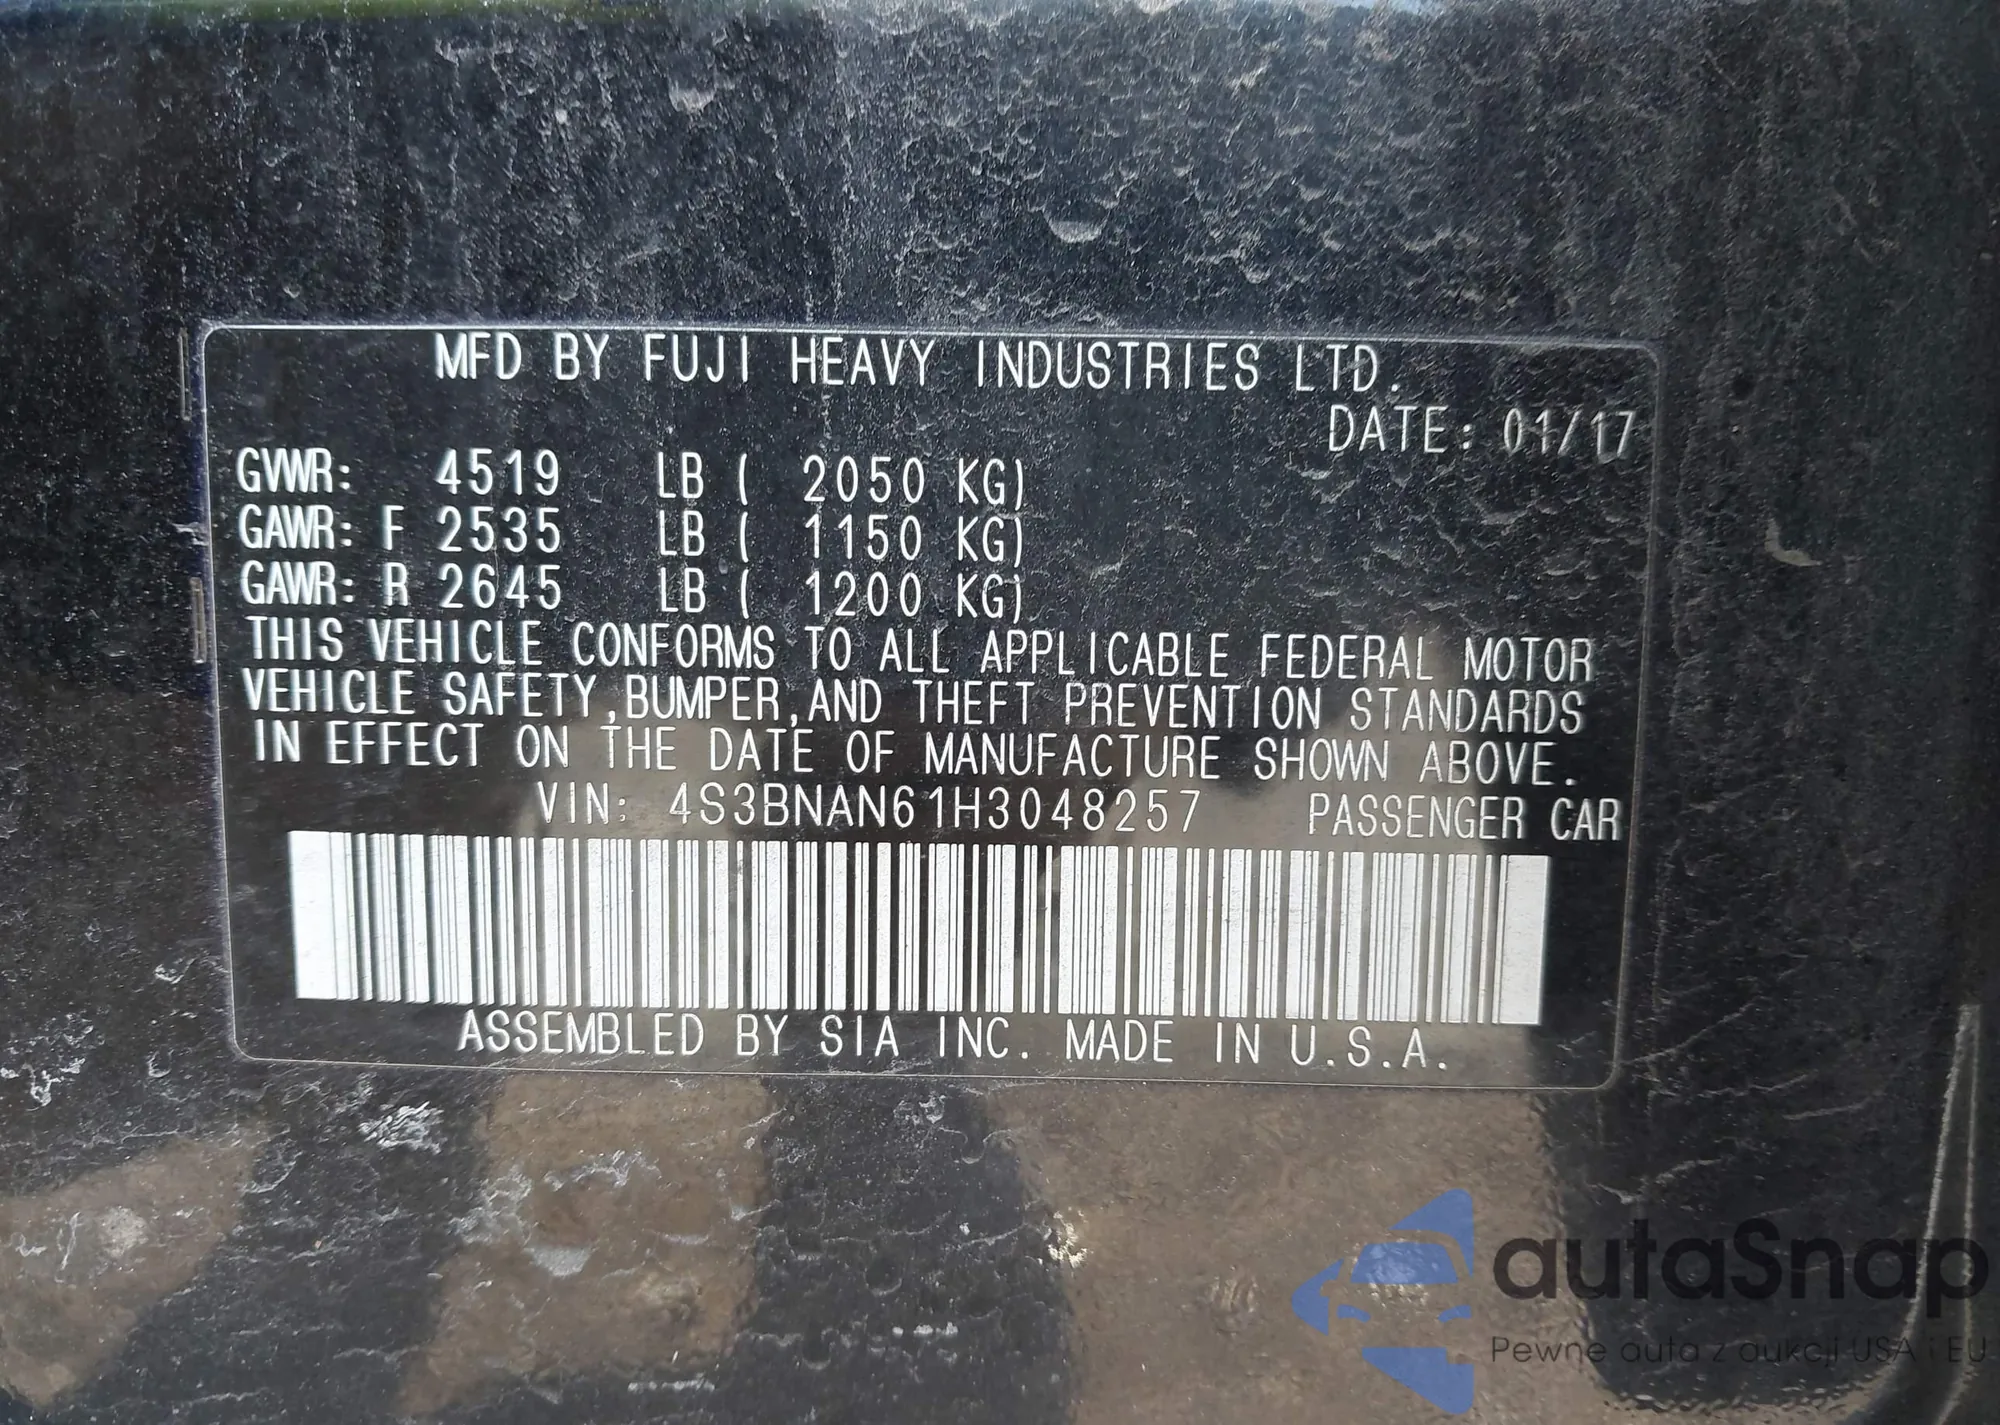 MFD BY FUJI HEAVY INDUSTRIES LTD.
DATE: 01/17
GVWR: 4519 LB ( 2050 KG)
GAWR: F 2535 LB ( 1150 KG)
GAWR: R 2645 LB ( 1200 KG)
THIS VEHICLE CONFORMS TO ALL APPLICABLE FEDERAL MOTOR
VEHICLE SAFETY,BUMPER,AND THEFT PREVENTION STANDARDS
IN EFFECT ON THE DATE OF MANUFACTURE SHOWN ABOVE.
VIN: 4S3BNAN61H3048257 PASSENGER CAR
ASSEMBLED BY SIA INC. MADE IN U.S.A.
autaSnap
Pewne auta z aukcji USA i EU